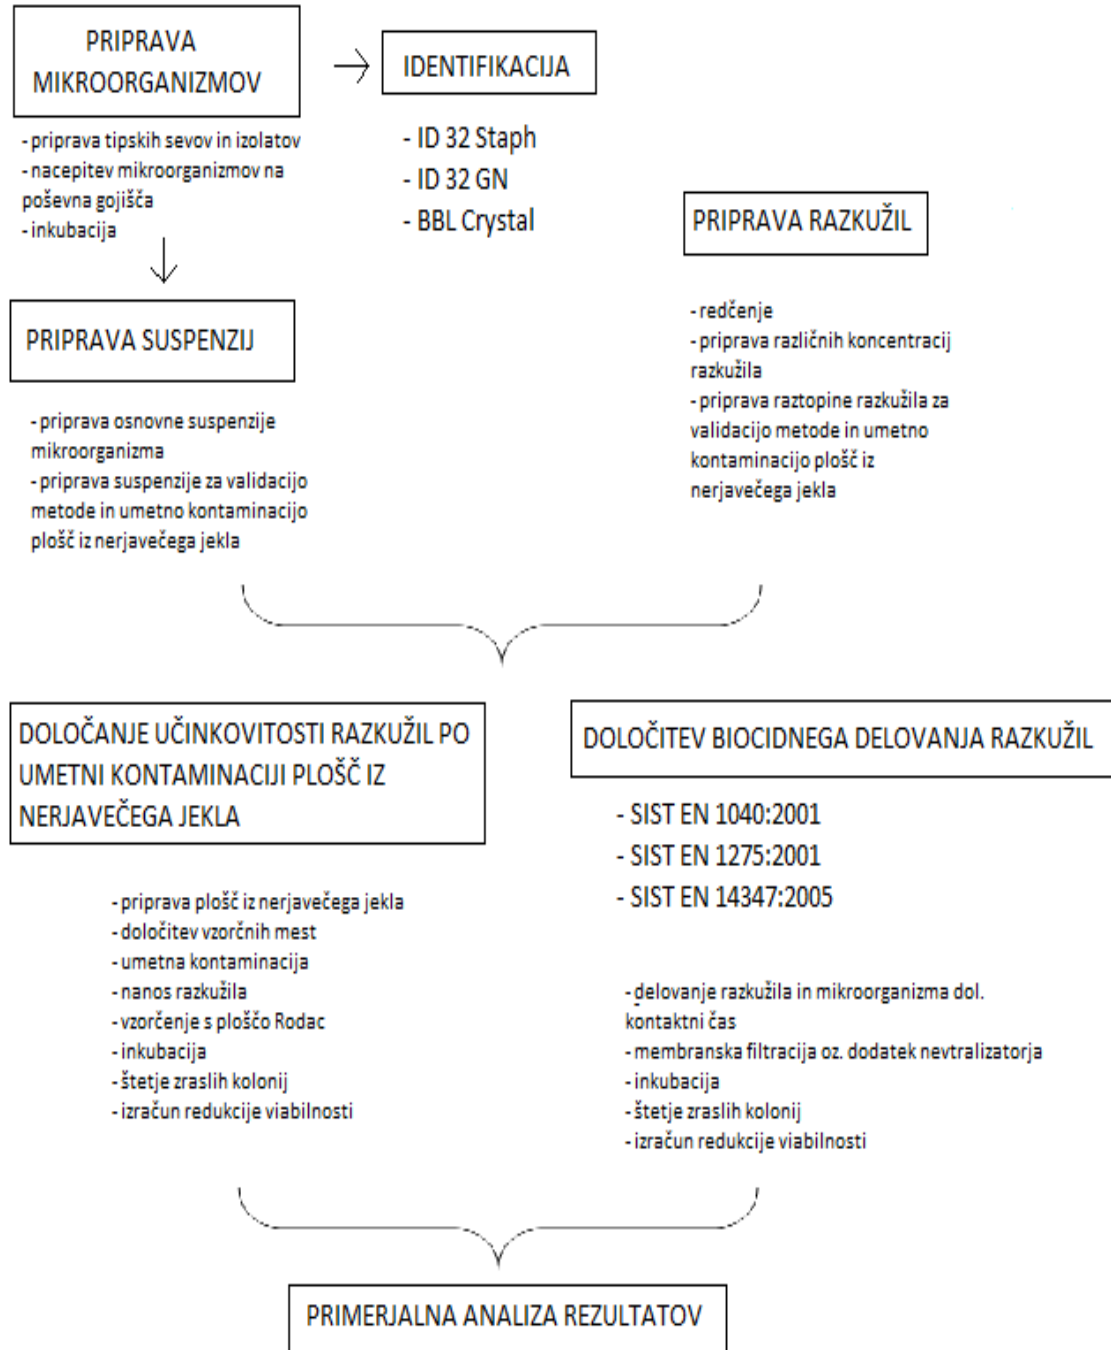 PRIPRAVA
MIKROORGANIZMOV
- priprava tipskih sevov in izolatov
- nacepitev mikroorganizmov na
poševna gojišča
- inkubacija
IDENTIFIKACIJA
- ID 32 Staph
- ID 32 GN
- BBL Crystal
PRIPRAVA RAZKUŽIL
- redčenje
- priprava različnih koncentracij
razkužila
- priprava raztopine razkužila za
validacijo metode in umetno
kontaminacijo plošč iz
nerjavečega jekla
PRIPRAVA SUSPENZIJ
- priprava osnovne suspenzije
mikroorganizma
- priprava suspenzije za validacijo
metode in umetno kontaminacijo
plošč iz nerjavečega jekla
DOLOČANJE UČINKOVITOSTI RAZKUŽIL PO
UMETNI KONTAMINACIJI PLOŠČ IZ
NERJAVEČEGA JEKLA
- priprava plošč iz nerjavečega jekla
- določitev vzorčnih mest
- umetna kontaminacija
- nanos razkužila
- vzorčenje s ploščo Rodac
- inkubacija
- štetje zraslih kolonij
- izračun redukcije viabilnosti
DOLOČITEV BIOCIDNEGA DELOVANJA RAZKUŽIL
- SIST EN 1040:2001
- SIST EN 1275:2001
- SIST EN 14347:2005
- delovanje razkužila in mikroorganizma dol.
kontaktni čas
- membranska filtracija oz. dodatek nevtralizatorja
- inkubacija
- štetje zraslih kolonij
- izračun redukcije viabilnosti
PRIMERJALNA ANALIZA REZULTATOV